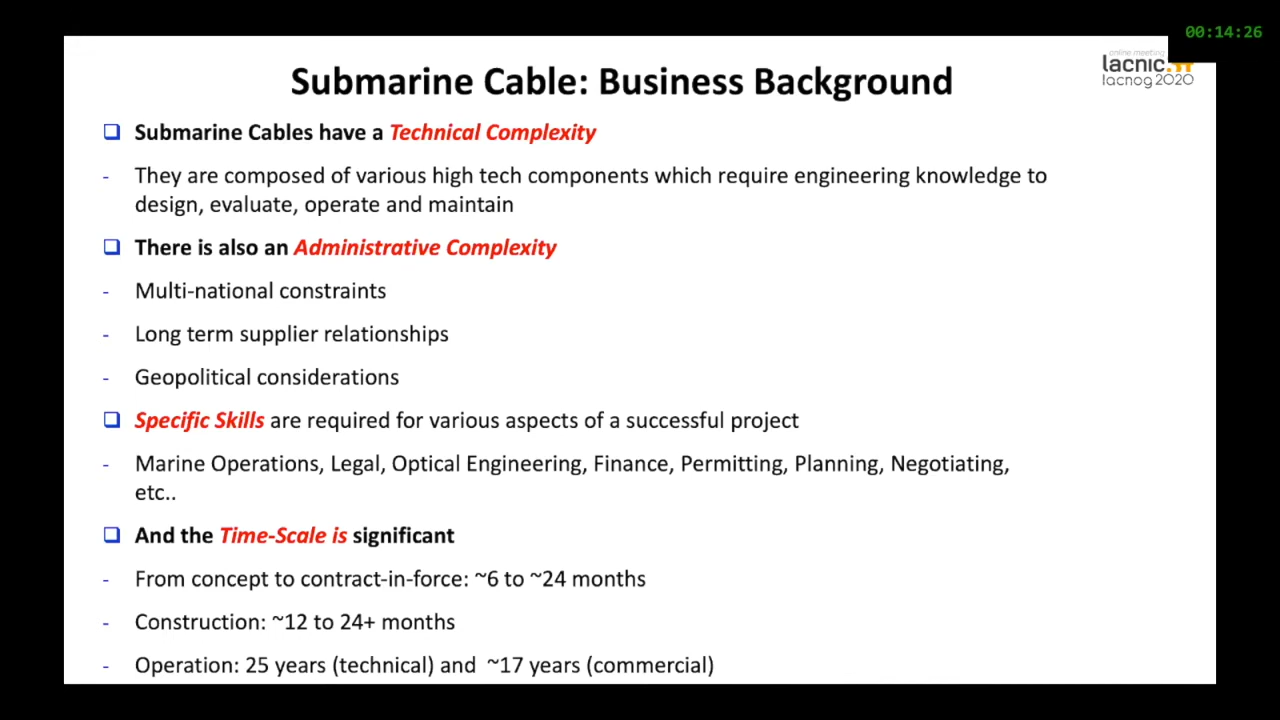 00:14:26
online meeting
lacnic
lacnog 2020
Submarine Cable: Business Background
❑ Submarine Cables have a Technical Complexity
- They are composed of various high tech components which require engineering knowledge to
design, evaluate, operate and maintain
❑ There is also an Administrative Complexity
- Multi-national constraints
- Long term supplier relationships
- Geopolitical considerations
❑ Specific Skills are required for various aspects of a successful project
- Marine Operations, Legal, Optical Engineering, Finance, Permitting, Planning, Negotiating,
etc..
❑ And the Time-Scale is significant
- From concept to contract-in-force: ~6 to ~24 months
- Construction: ~12 to 24+ months
- Operation: 25 years (technical) and ~17 years (commercial)